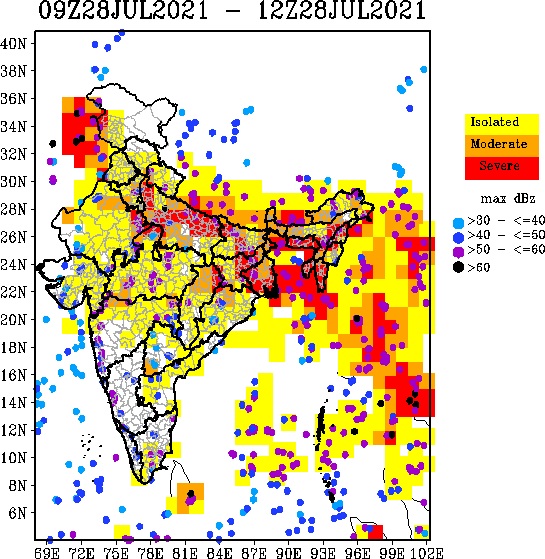 09Z28JUL2021 - 12Z28JUL2021
40N
38N
36N
34N
32N
30N
28N
26N
24N
22N
20N
18N
16N
14N
12N
10N
8N
6N
69E 72E 75E 78E 81E 84E 87E 90E 93E 96E 99E 102E
Isolated
Moderate
Severe
max dBz
>30 - <=40
>40 - <=50
>50 - <=60
>60